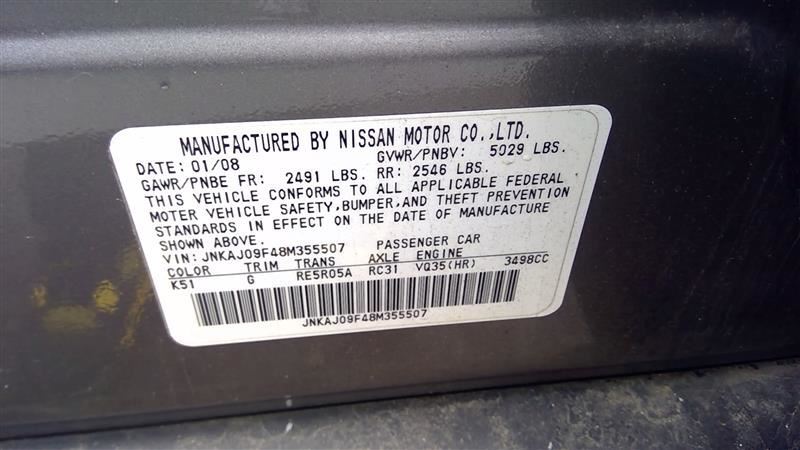 MANUFACTURED BY NISSAN MOTOR CO.,LTD.
DATE: 01/08 GVWR/PNBV: 5029 LBS.
GAWR/PNBE FR: 2491 LBS. RR: 2546 LBS.
THIS VEHICLE CONFORMS TO ALL APPLICABLE FEDERAL
MOTER VEHICLE SAFETY,BUMPER,AND THEFT PREVENTION
STANDARDS IN EFFECT ON THE DATE OF MANUFACTURE
SHOWN ABOVE.
VIN: JNKAJ09F48M355507 PASSENGER CAR
COLOR TRIM TRANS AXLE ENGINE
K51 G RE5R05A RC31 VQ35(HR) 3498CC
JNKAJ09F48M355507